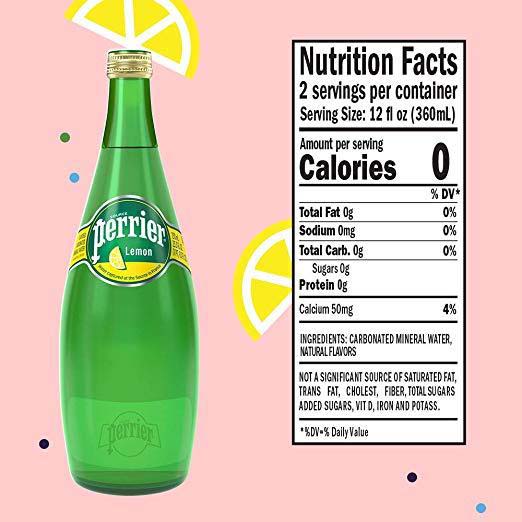 SOURCE
perrier
Lemon
perrier
Nutrition Facts
2 servings per container
Serving Size: 12 fl oz (360mL)
Amount per serving
Calories 0
% DV*
Total Fat 0g 0%
Sodium 0mg 0%
Total Carb. 0g 0%
Sugars 0g
Protein 0g
Calcium 50mg 4%
INGREDIENTS: CARBONATED MINERAL WATER,
NATURAL FLAVORS
NOT A SIGNIFICANT SOURCE OF SATURATED FAT,
TRANS FAT, CHOLEST, FIBER, TOTAL SUGARS
ADDED SUGARS, VIT D, IRON AND POTASS.
*%DV=% Daily Value